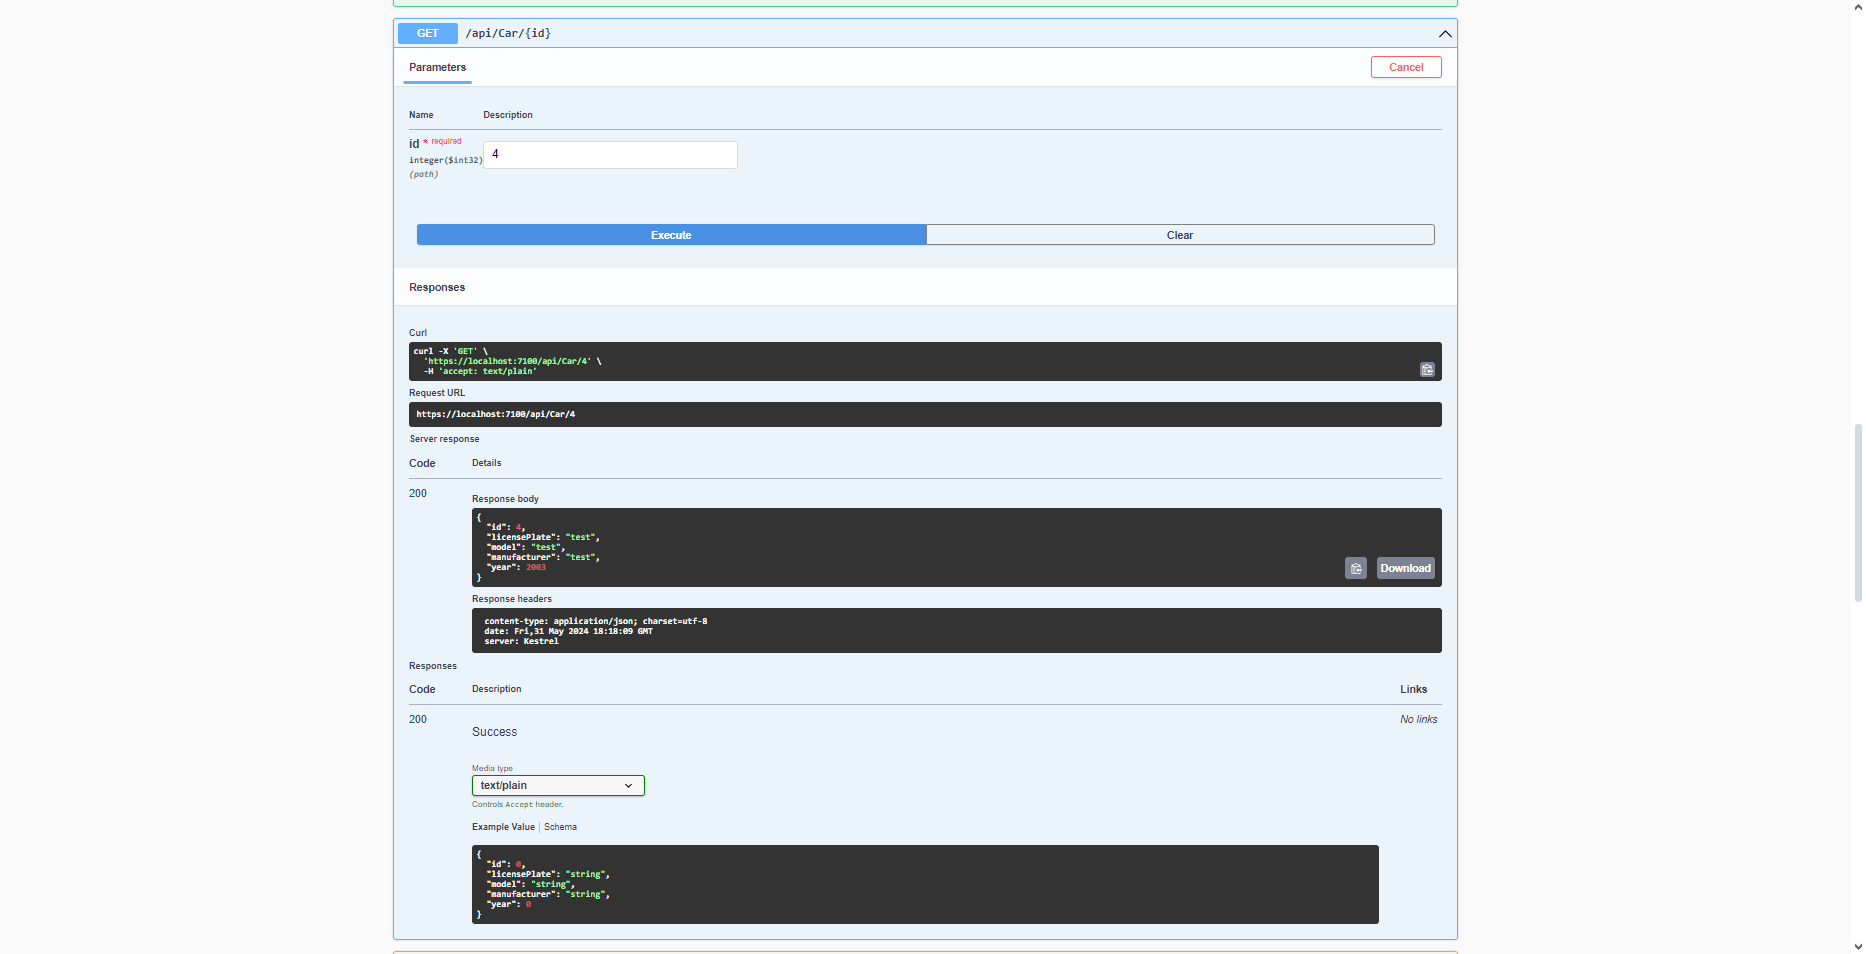 GET /api/Car/{id}
Parameters
Cancel
Name Description
id * required
integer($int32)
(path)
4
Execute
Clear
Responses
Curl
curl -X 'GET' \
'https://localhost:7100/api/Car/4' \
-H 'accept: text/plain'
Request URL
https://localhost:7100/api/Car/4
Server response
Code Details
200
Response body
{
"id": 4,
"licensePlate": "test",
"model": "test",
"manufacturer": "test",
"year": 2003
}
Download
Response headers
content-type: application/json; charset=utf-8
date: Fri,31 May 2024 18:18:09 GMT
server: Kestrel
Responses
Code Description Links
200
Success
No links
Media type
text/plain
Controls Accept header.
Example Value Schema
{
"id": 0,
"licensePlate": "string",
"model": "string",
"manufacturer": "string",
"year": 0
}